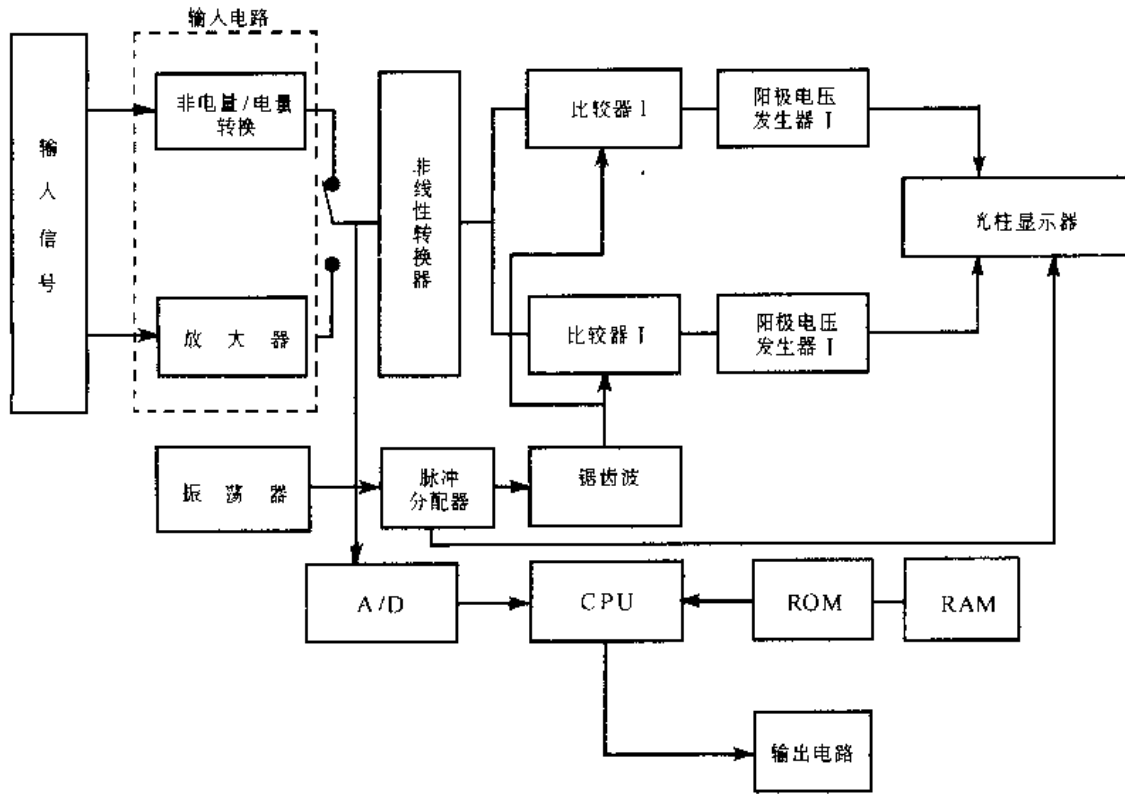 输人电路
输
人
信
号
非电量/电量
转换
放大器
非
线
性
转
换
器
比较器 I
阳极电压
发生器 I
光柱显示器
比较器 I
阳极电压
发生器 I
振荡器
脉冲
分配器
锯齿波
A/D
CPU
ROM
RAM
输出电路